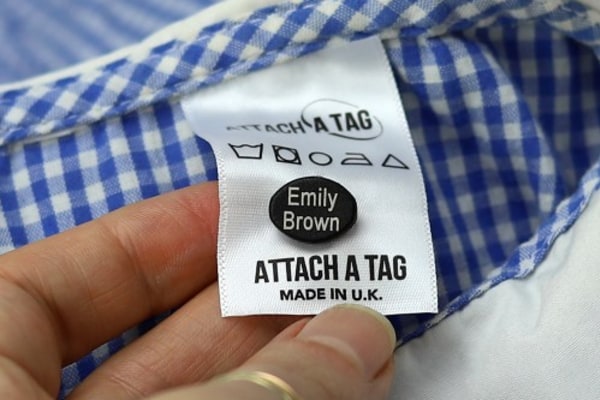 ATTACH A TAG
Emily
Brown
ATTACH A TAG
MADE IN U.K.